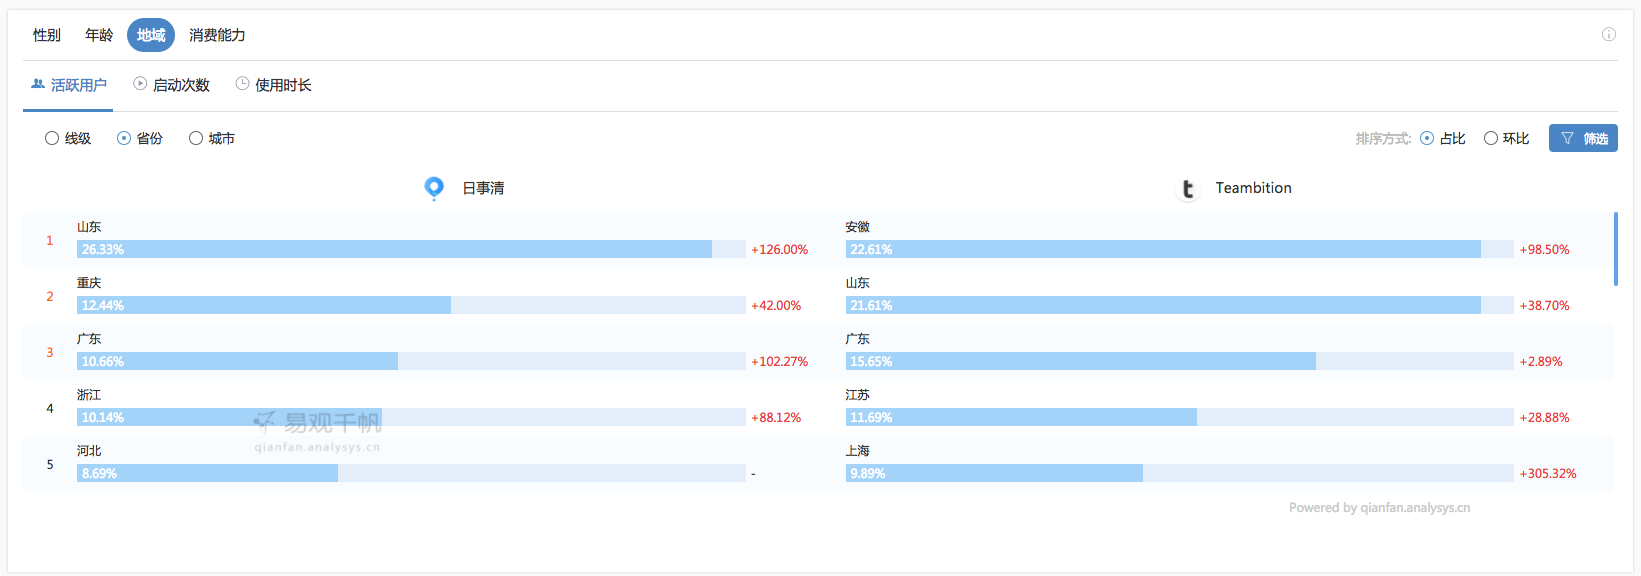 性别 年龄 地域 消费能力
活跃用户 启动次数 使用时长
线级 省份 城市 排序方式: 占比 环比 筛选
日事清 Teambition
山东 安徽
1 26.33% +126.00% 22.61% +98.50%
重庆 山东
2 12.44% +42.00% 21.61% +38.70%
广东 广东
3 10.66% +102.27% 15.65% +2.89%
浙江 江苏
4 10.14% +88.12% 11.69% +28.88%
易观千帆
qianfan.analysys.cn
河北 上海
5 8.69% - 9.89% +305.32%
Powered by qianfan.analysys.cn